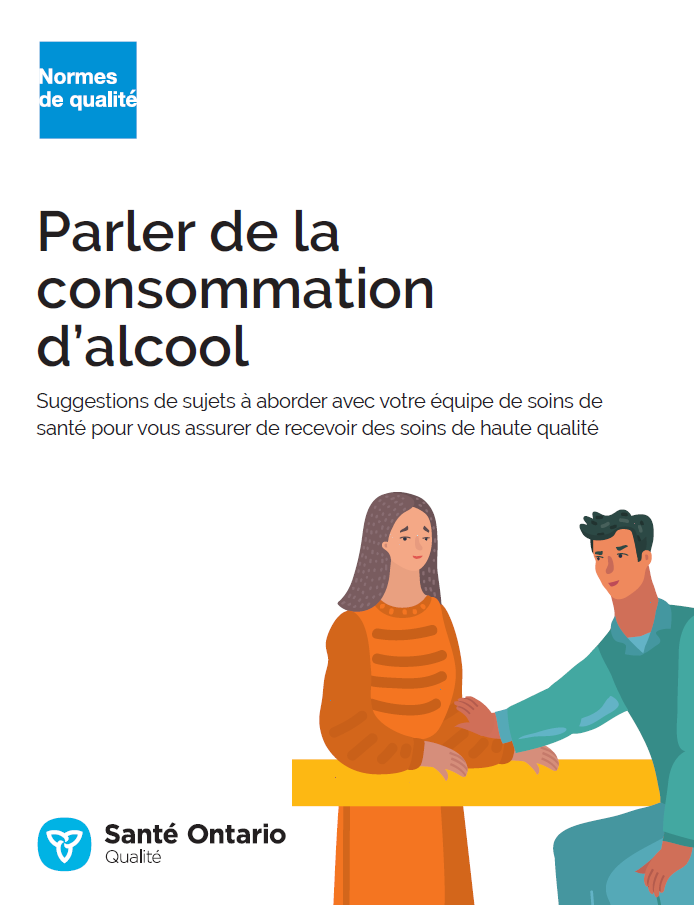 Normes
de qualité
Parler de la
consommation
d’alcool
Suggestions de sujets à aborder avec votre équipe de soins de
santé pour vous assurer de recevoir des soins de haute qualité
Santé Ontario
Qualité